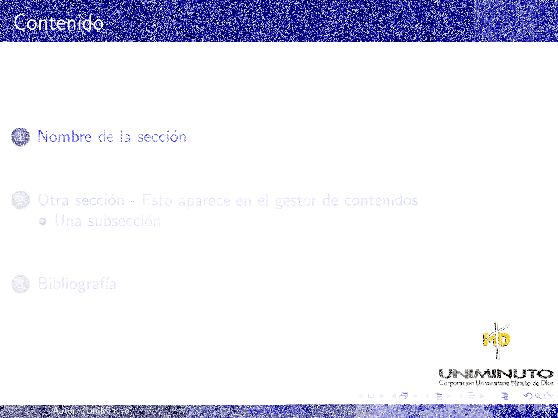 Contenido
1 Nombre de la sección
2 Otra sección - Esto aparece en el gestor de contenidos
Una subsección
3 Bibliografía
MD
UNIMINUTO
Corporación Universitaria Minuto de Dios